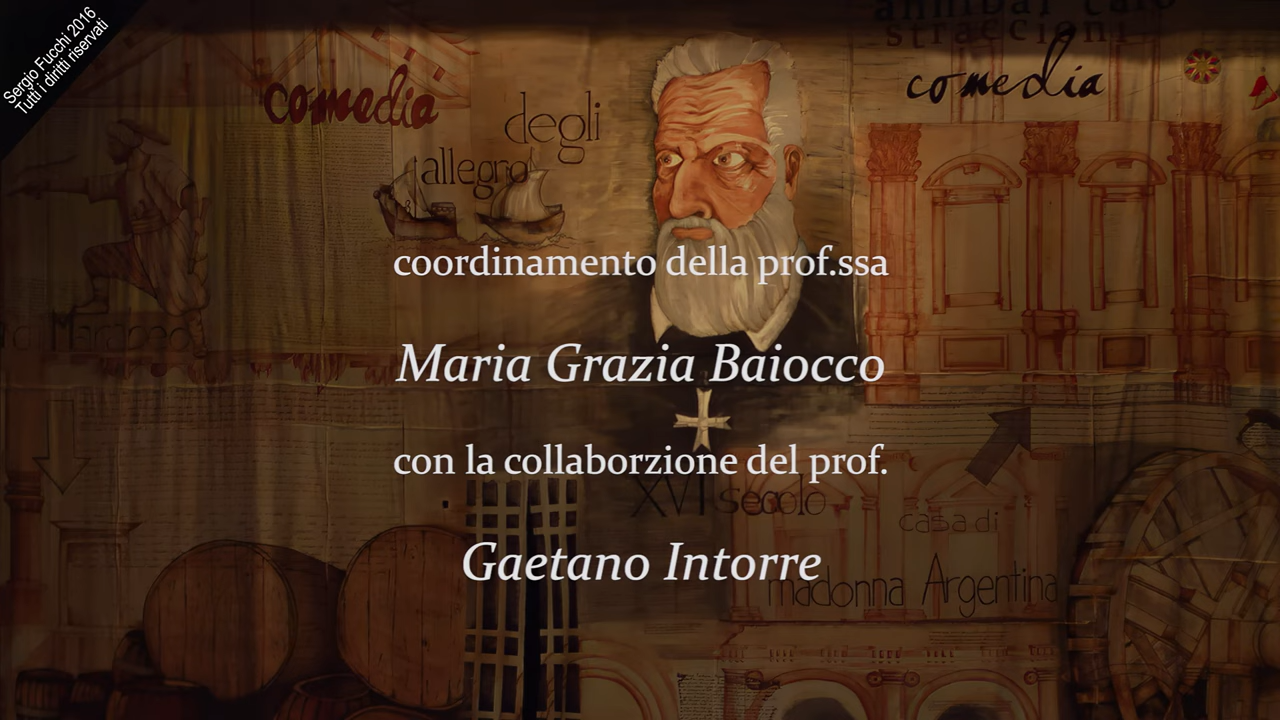 Sergio Fucchi 2016
Tutti i diritti riservati
annibal caro
straccioni
comedia
comedia
degli
allegro
coordinamento della prof.ssa
Maria Grazia Baiocco
con la collaborzione del prof.
XVI secolo
casa di
Gaetano Intorre
madonna Argentina